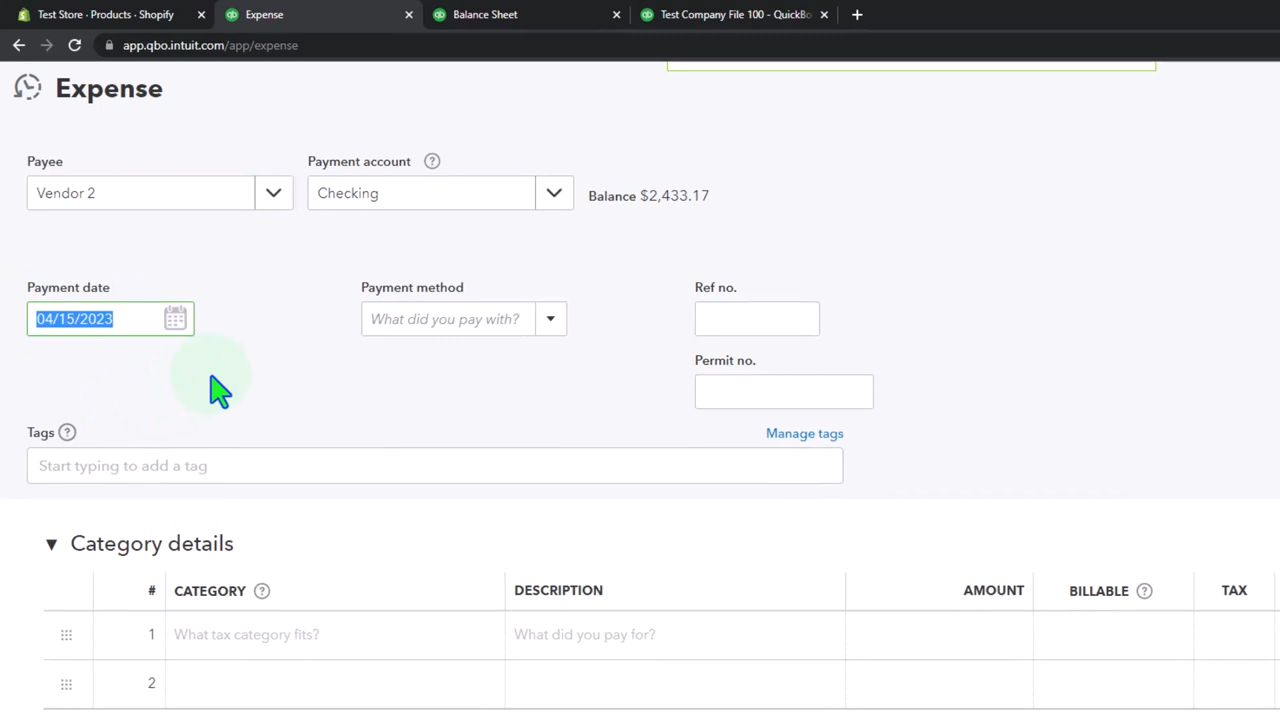 Test Store · Products · Shopify
Expense
Balance Sheet
Test Company File 100 - QuickBo
app.qbo.intuit.com/app/expense
Expense
Payee
Payment account
Vendor 2
Checking
Balance $2,433.17
Payment date
Payment method
Ref no.
04/15/2023
What did you pay with?
Permit no.
Tags
Manage tags
Start typing to add a tag
Category details
# CATEGORY DESCRIPTION AMOUNT BILLABLE TAX
1 What tax category fits? What did you pay for?
2